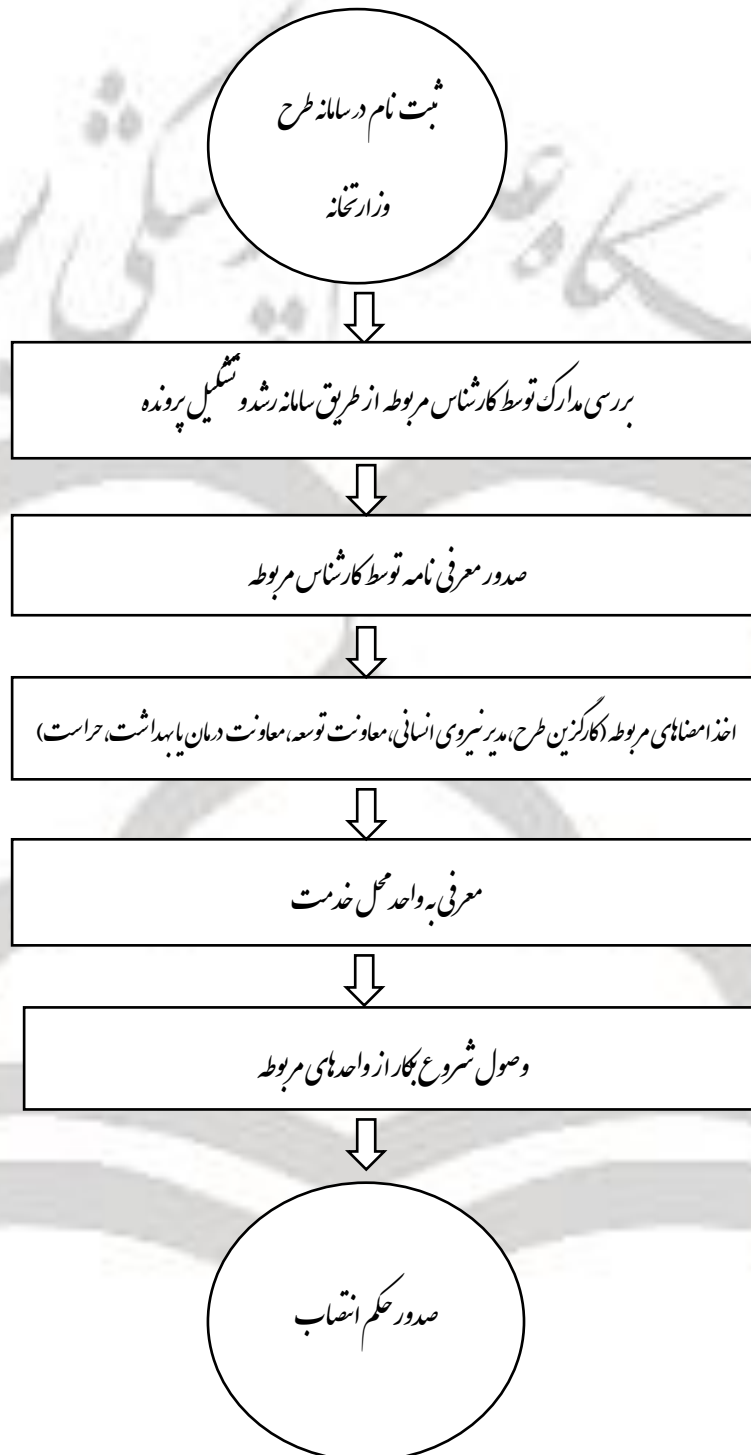 ثبت نام در سامانه طرح
وزارتخانه
بررسی مدارک توسط کارشناس مربوطه از طریق سامانه رشد و تشکیل پرونده
صدور معرفی نامه توسط کارشناس مربوطه
اخذ امضاهای مربوطه (کارگزین طرح، مدیر نیروی انسانی، معاونت توسعه، معاونت درمان یا بهداشت، حراست)
معرفی به واحد محل خدمت
وصول شروع بکار از واحدهای مربوطه
صدور حکم انتصاب